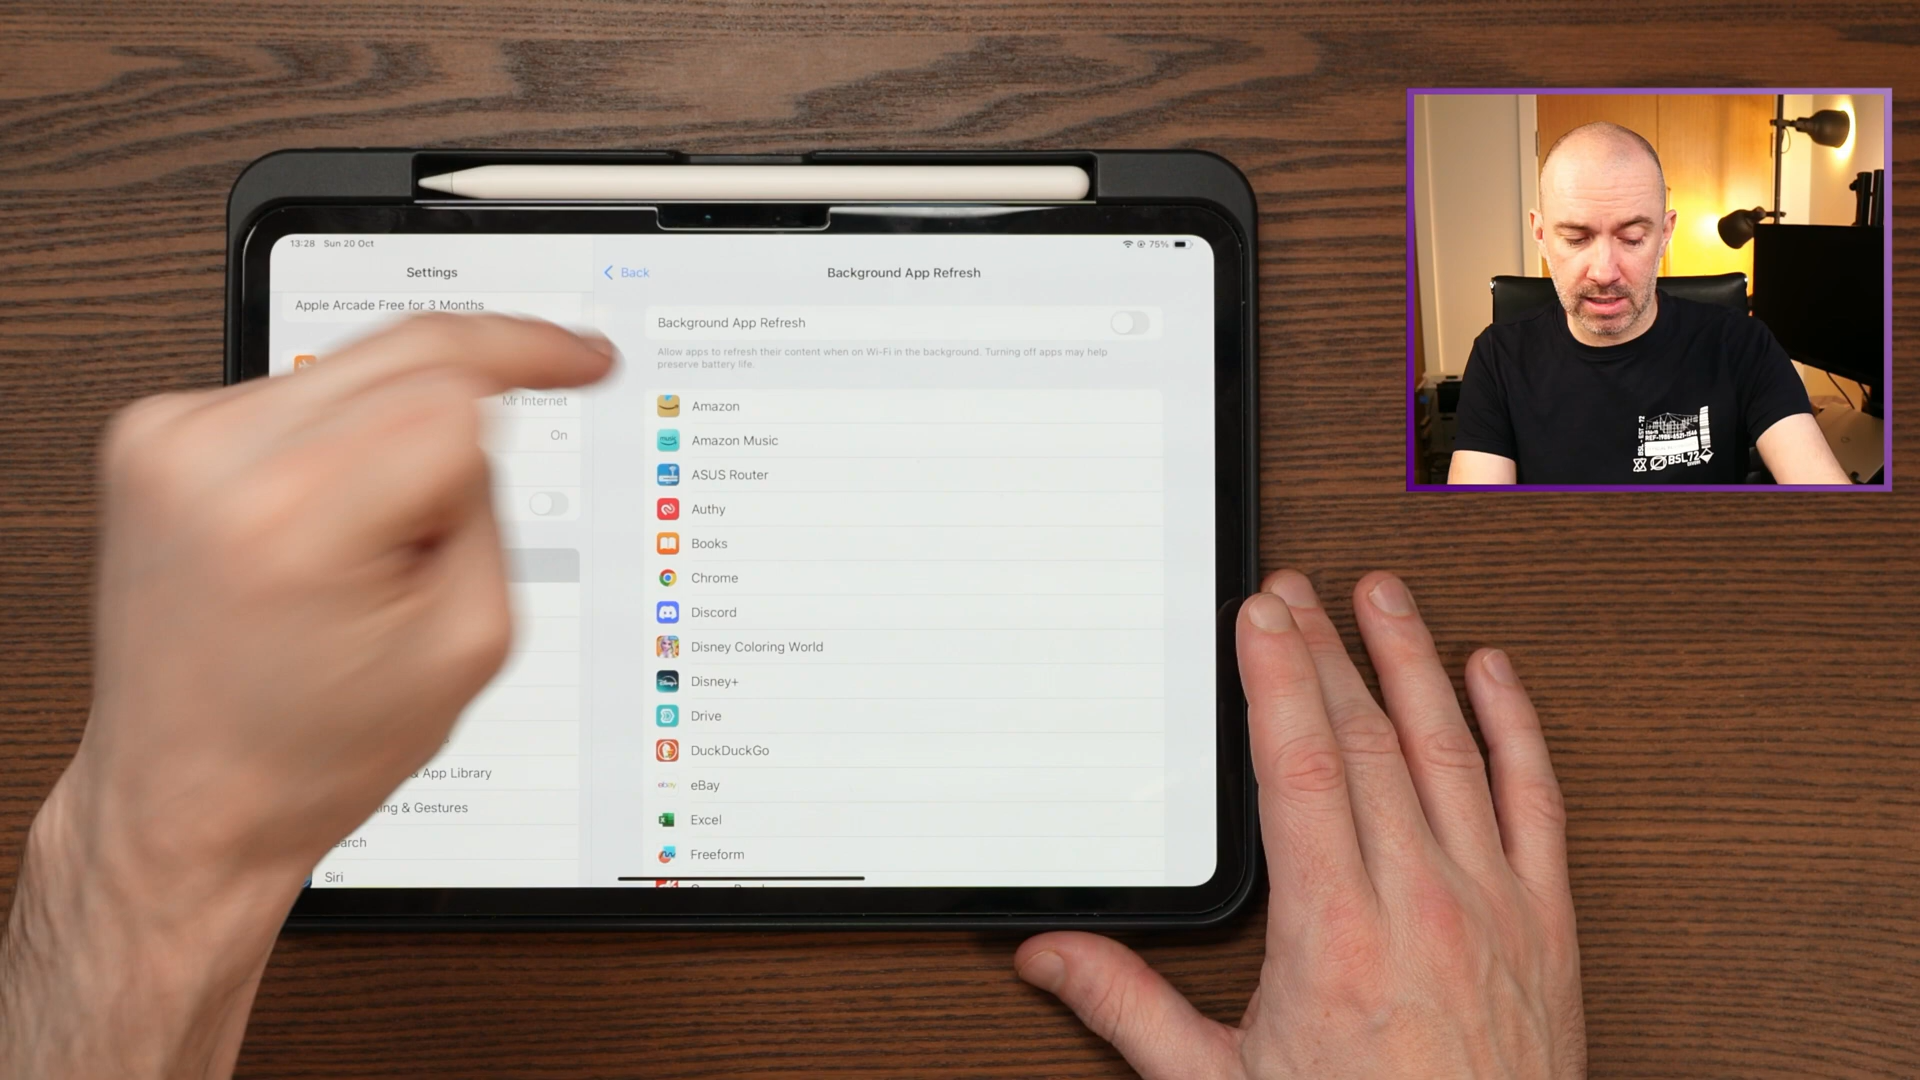 13:28 Sun 20 Oct
75%
Settings
Back
Background App Refresh
Apple Arcade Free for 3 Months
Background App Refresh
Allow apps to refresh their content when on Wi-Fi in the background. Turning off apps may help
preserve battery life.
Mr Internet
On
& App Library
ing & Gestures
earch
Siri
Amazon
Amazon Music
ASUS Router
Authy
Books
Chrome
Discord
Disney Coloring World
Disney+
Drive
DuckDuckGo
eBay
Excel
Freeform
BSL72